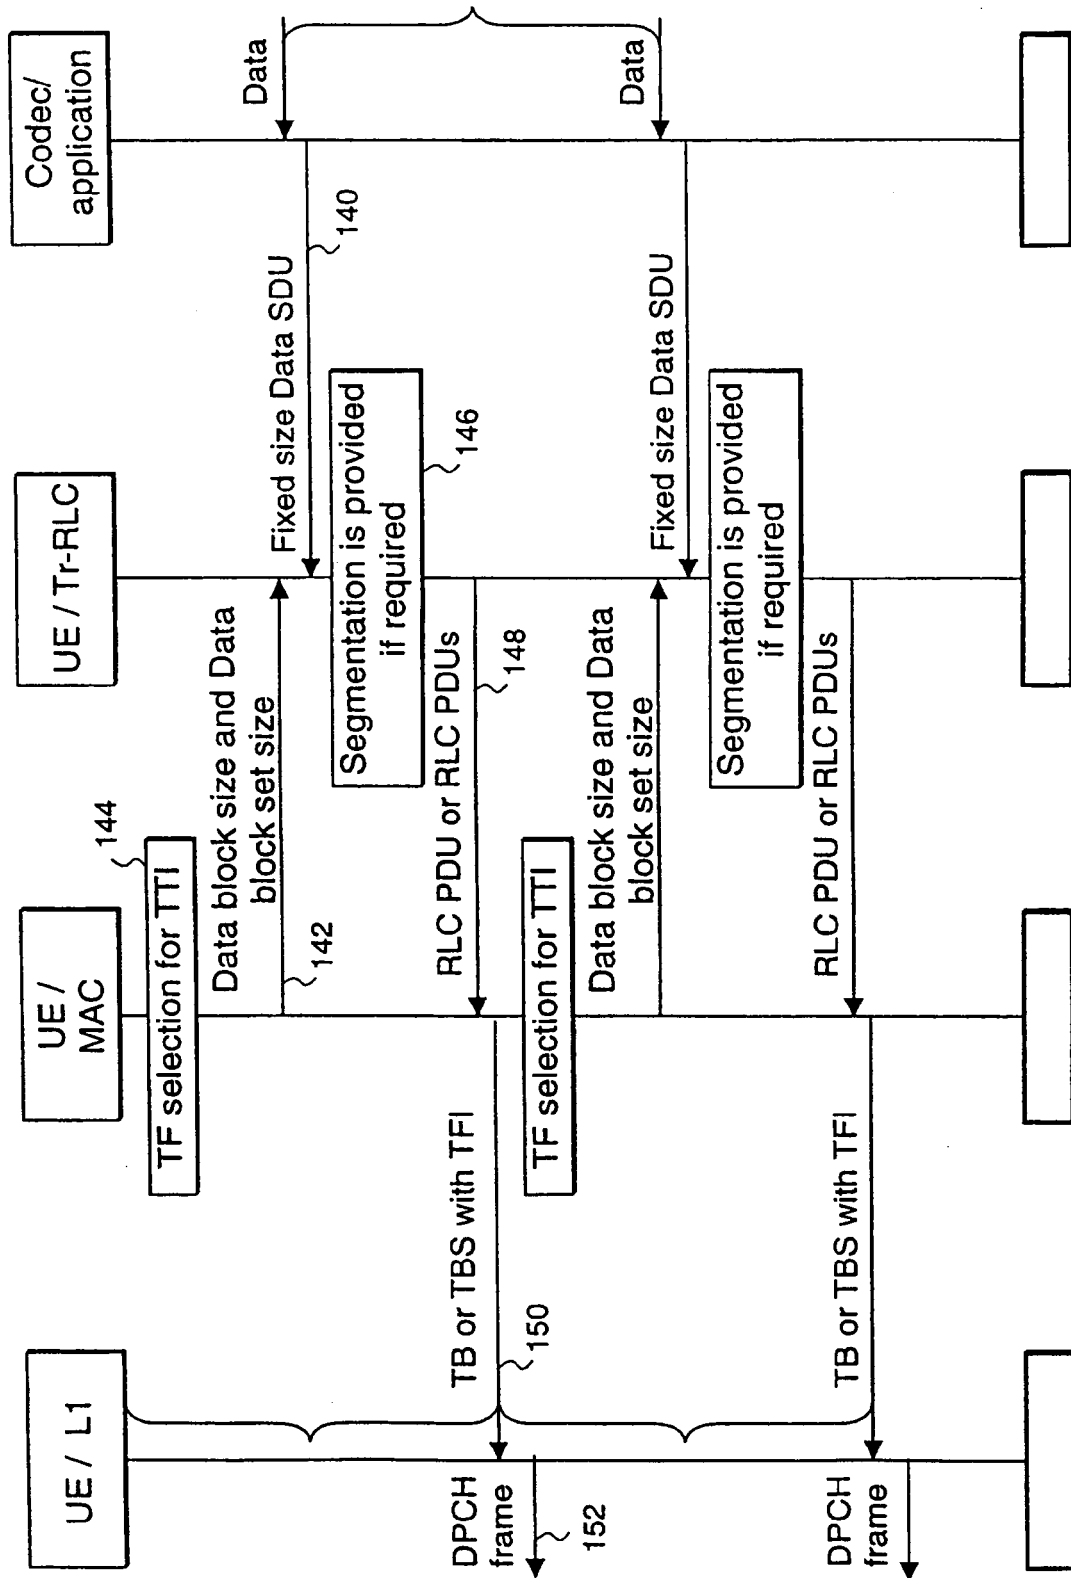 UE / L1
UE /
MAC
UE / Tr-RLC
Codec/
application
144
TF selection for TTI
Data
142
Data block size and Data
block set size
Fixed size Data SDU
140
Segmentation is provided
if required
146
RLC PDU or RLC PDUs
148
TB or TBS with TFI
150
DPCH
frame
152
TF selection for TTI
Data
Data block size and Data
block set size
Fixed size Data SDU
Segmentation is provided
if required
RLC PDU or RLC PDUs
TB or TBS with TFI
DPCH
frame